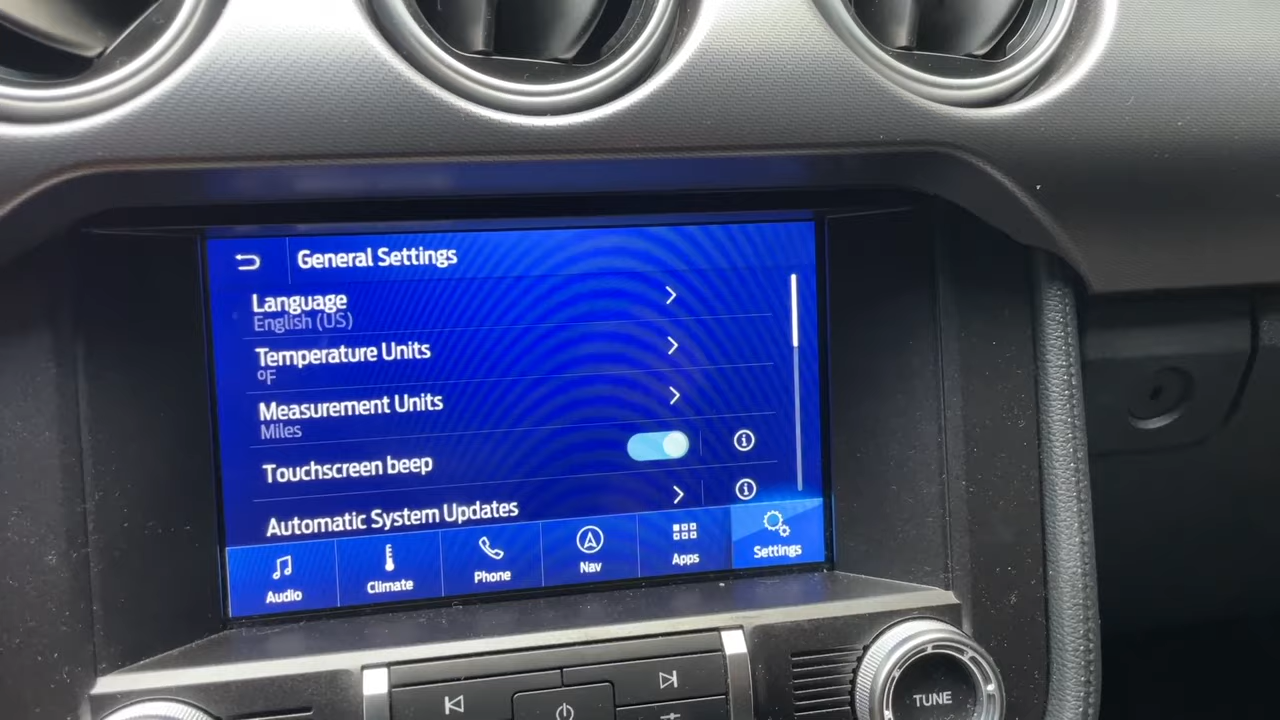 General Settings
Language
English (US)
Temperature Units
ºF
Measurement Units
Miles
Touchscreen beep
Automatic System Updates
Audio
Climate
Phone
Nav
Apps
Settings
TUNE